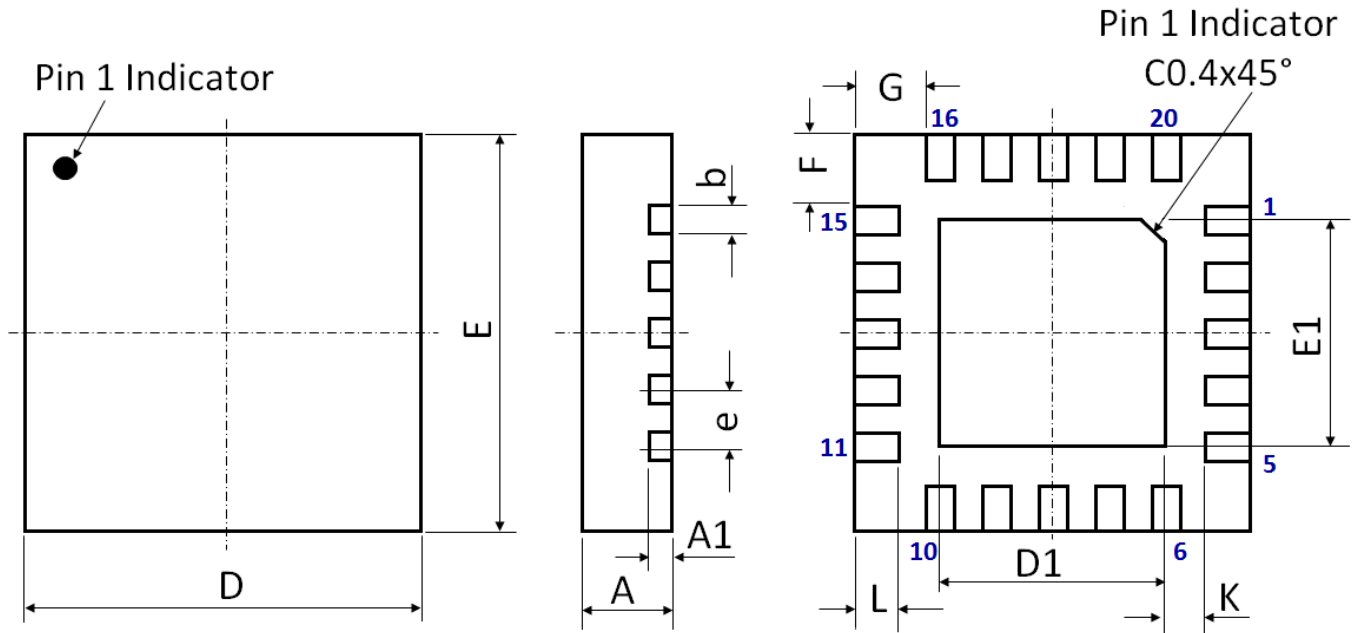 Pin 1 Indicator
Pin 1 Indicator
C0.4x45°
G
16
20
F
b
15
1
E
E1
e
11
5
A1
10
6
D
A
L
D1
K